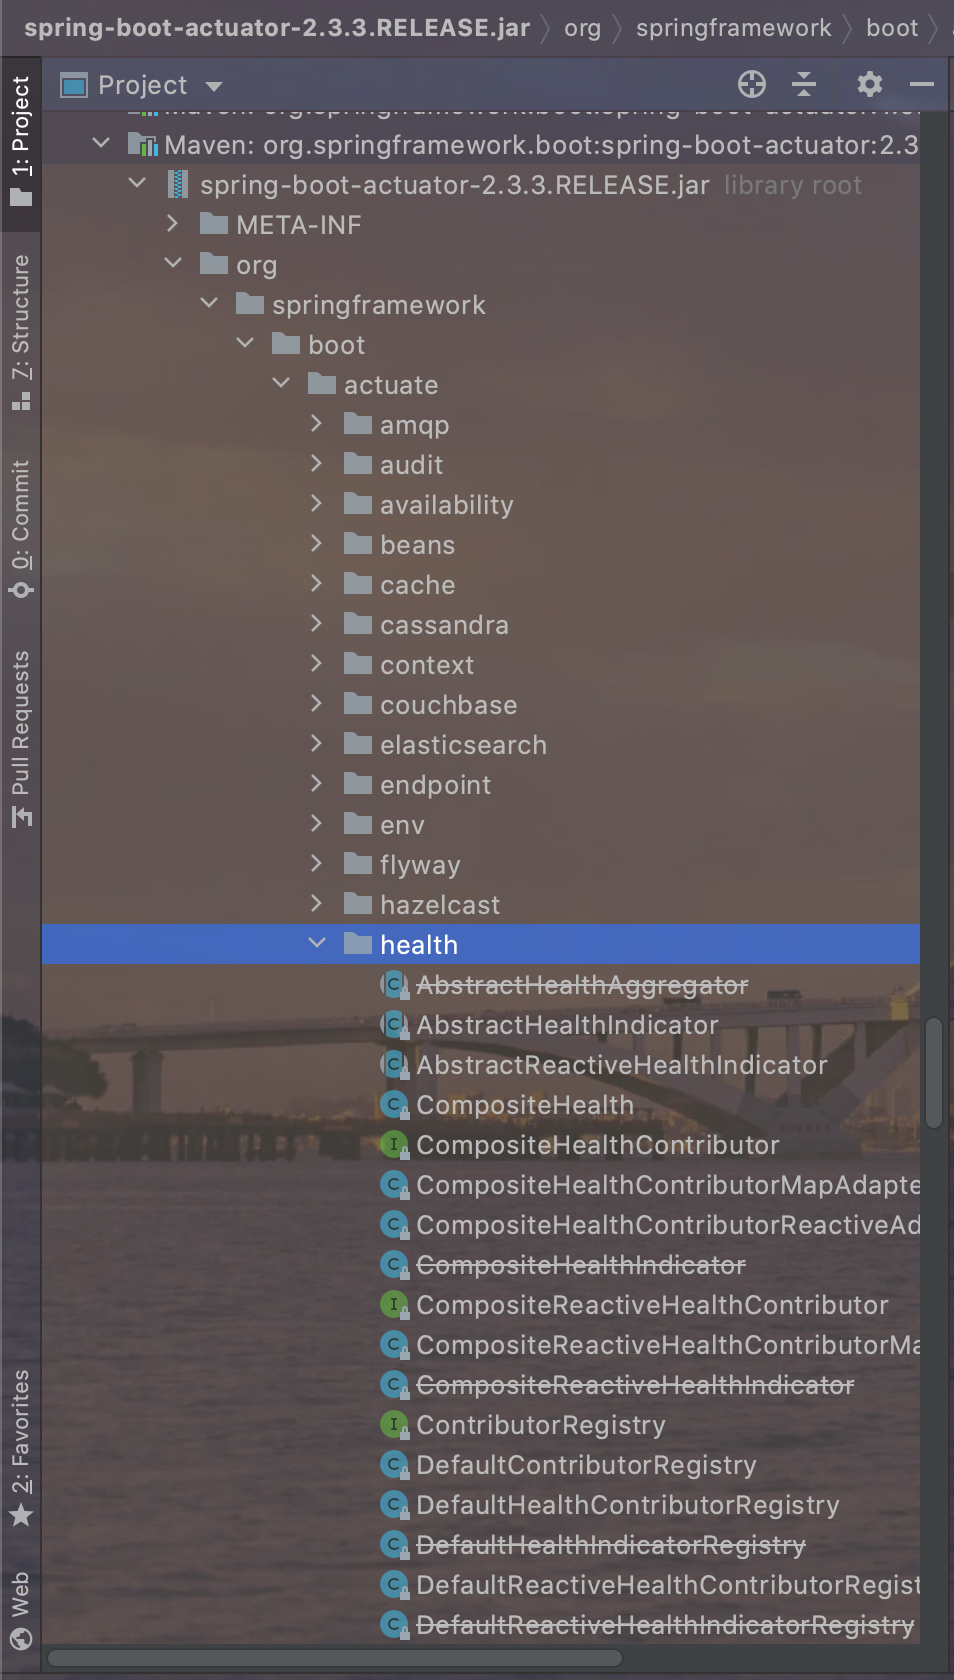 spring-boot-actuator-2.3.3.RELEASE.jar org springframework boot
Project
Maven: org.springframework.boot:spring-boot-actuator:2.3
spring-boot-actuator-2.3.3.RELEASE.jar library root
META-INF
org
springframework
boot
actuate
amqp
audit
availability
beans
cache
cassandra
context
couchbase
elasticsearch
endpoint
env
flyway
hazelcast
health
AbstractHealthAggregator
AbstractHealthIndicator
AbstractReactiveHealthIndicator
CompositeHealth
CompositeHealthContributor
CompositeHealthContributorMapAdapte
CompositeHealthContributorReactiveAd
CompositeHealthIndicator
CompositeReactiveHealthContributor
CompositeReactiveHealthContributorMa
CompositeReactiveHealthIndicator
ContributorRegistry
DefaultContributorRegistry
DefaultHealthContributorRegistry
DefaultHealthIndicatorRegistry
DefaultReactiveHealthContributorRegist
DefaultReactiveHealthIndicatorRegistry
1: Project
7: Structure
0: Commit
Pull Requests
2: Favorites
Web